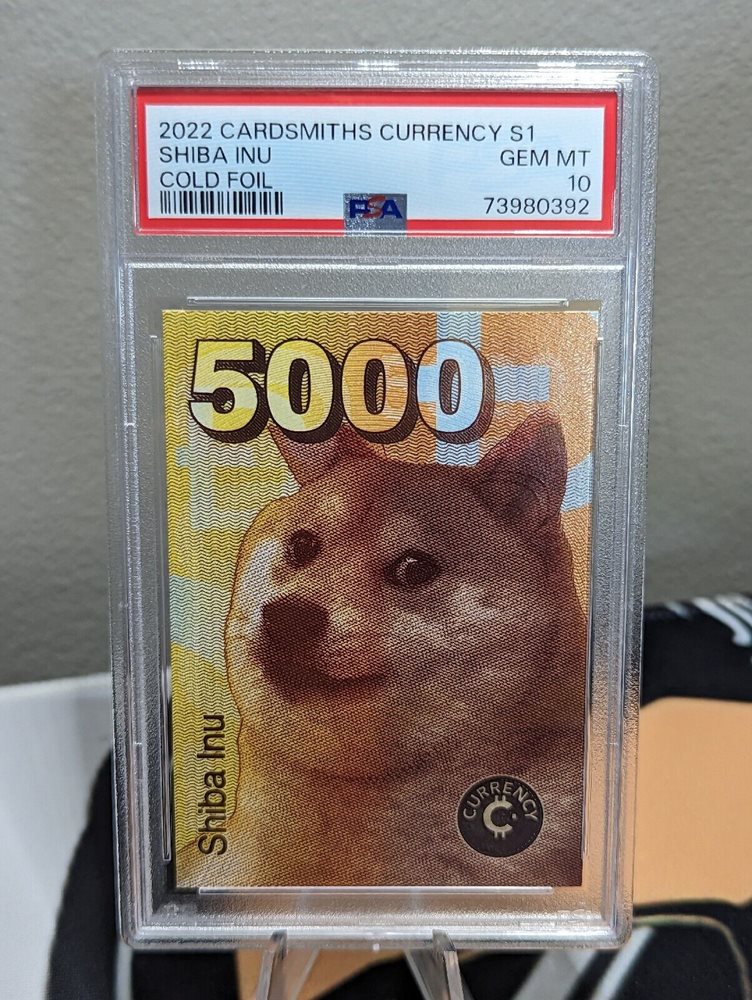 2022 CARDSMITHS CURRENCY S1
SHIBA INU GEM MT
COLD FOIL 10
PSA 73980392
5000
Shiba Inu
CURRENCY